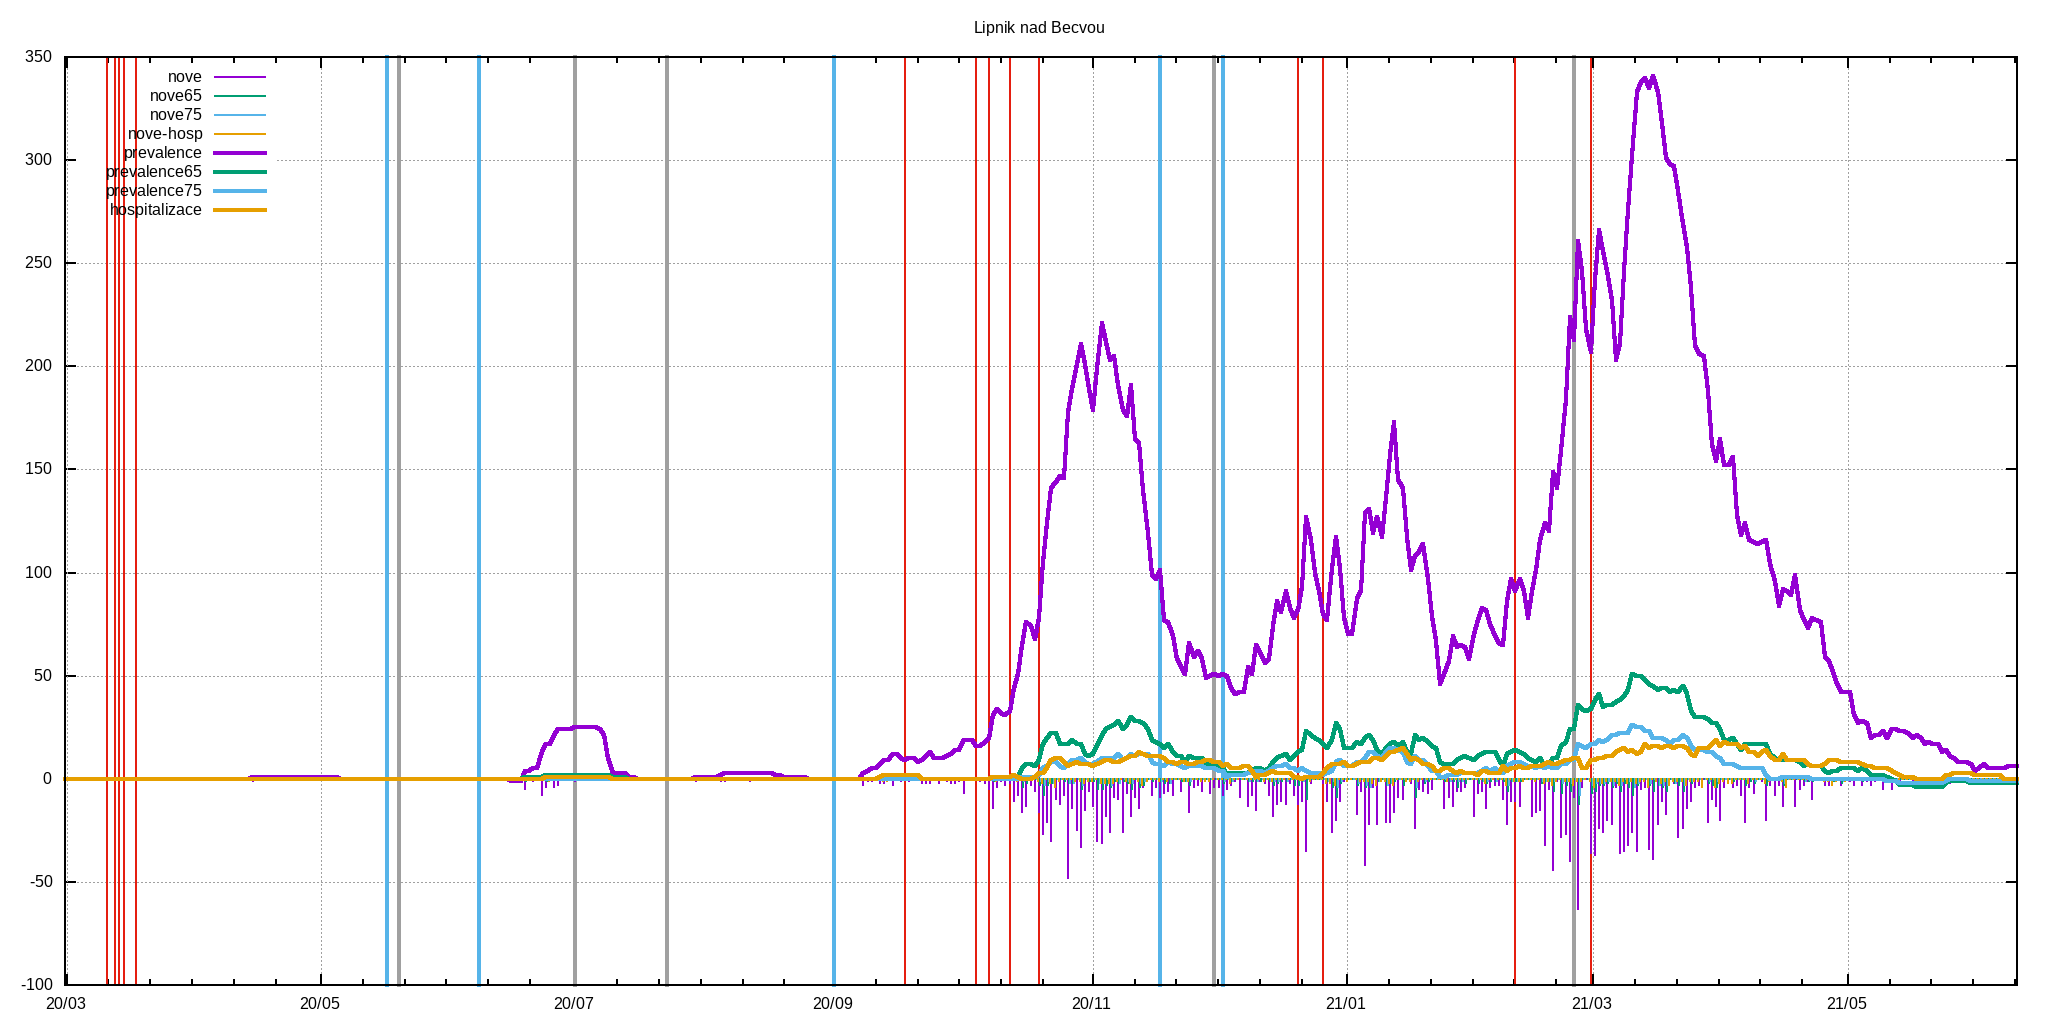 Lipnik nad Becvou
350
300
250
200
150
100
50
0
-50
-100
nove
nove65
nove75
nove-hosp
prevalence
prevalence65
prevalence75
hospitalizace
20/03 20/05 20/07 20/09 20/11 21/01 21/03 21/05